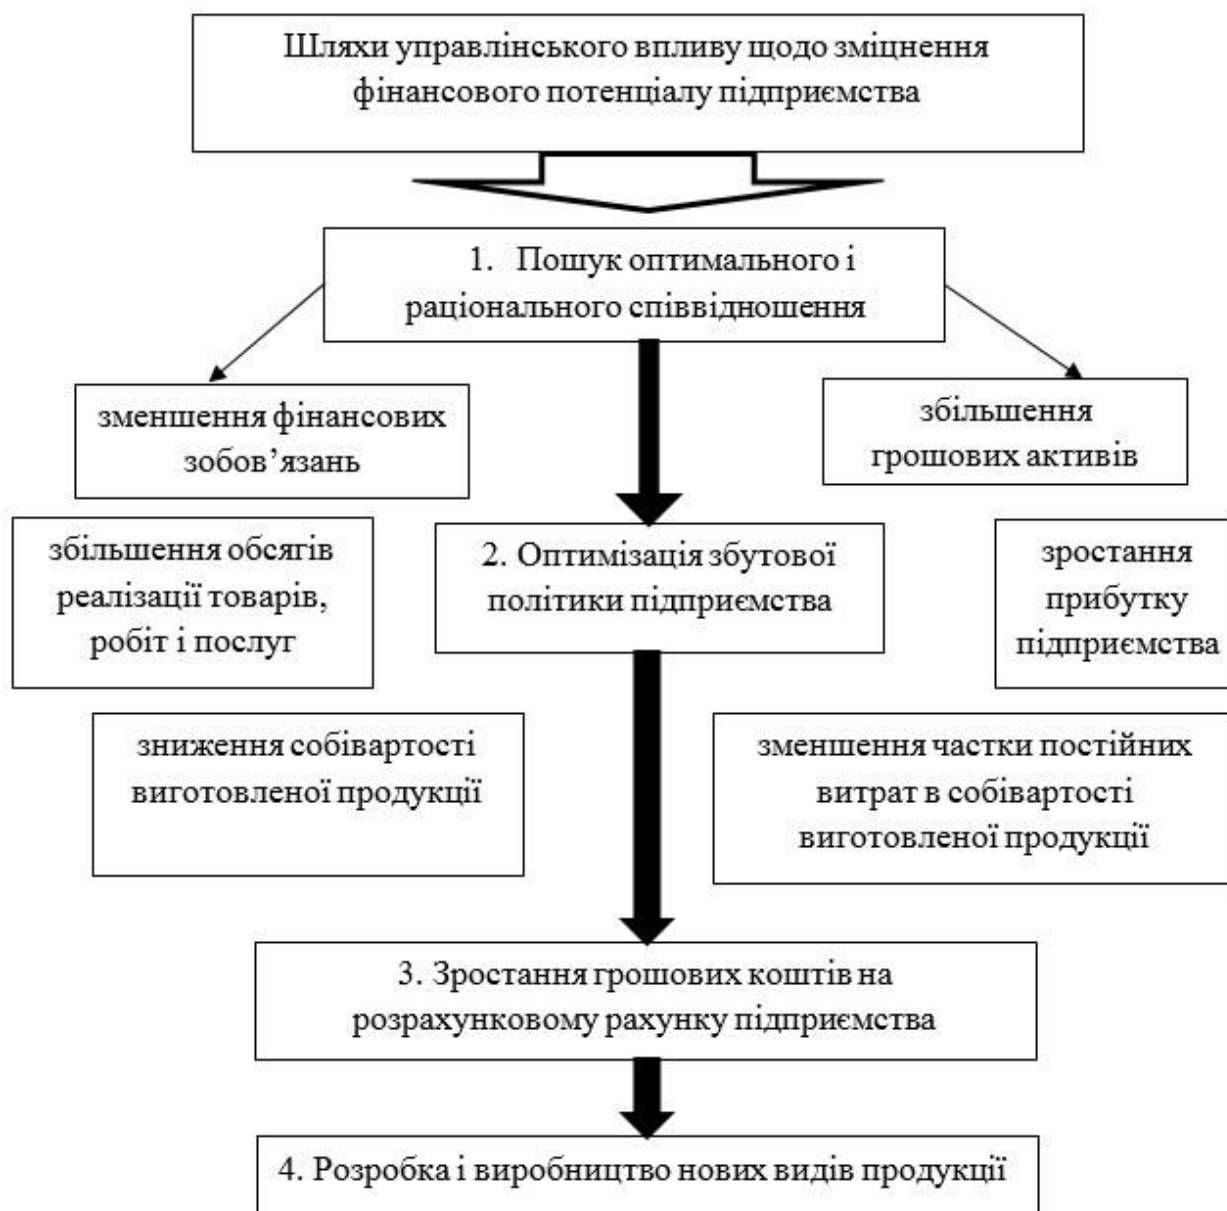 Шляхи управлінського впливу щодо зміцнення
фінансового потенціалу підприємства
1. Пошук оптимального і
раціонального співвідношення
зменшення фінансових
зобов’язань
збільшення
грошових активів
збільшення обсягів
реалізації товарів,
робіт і послуг
2. Оптимізація збутової
політики підприємства
зростання
прибутку
підприємства
зниження собівартості
виготовленої продукції
зменшення частки постійних
витрат в собівартості
виготовленої продукції
3. Зростання грошових коштів на
розрахунковому рахунку підприємства
4. Розробка і виробництво нових видів продукції